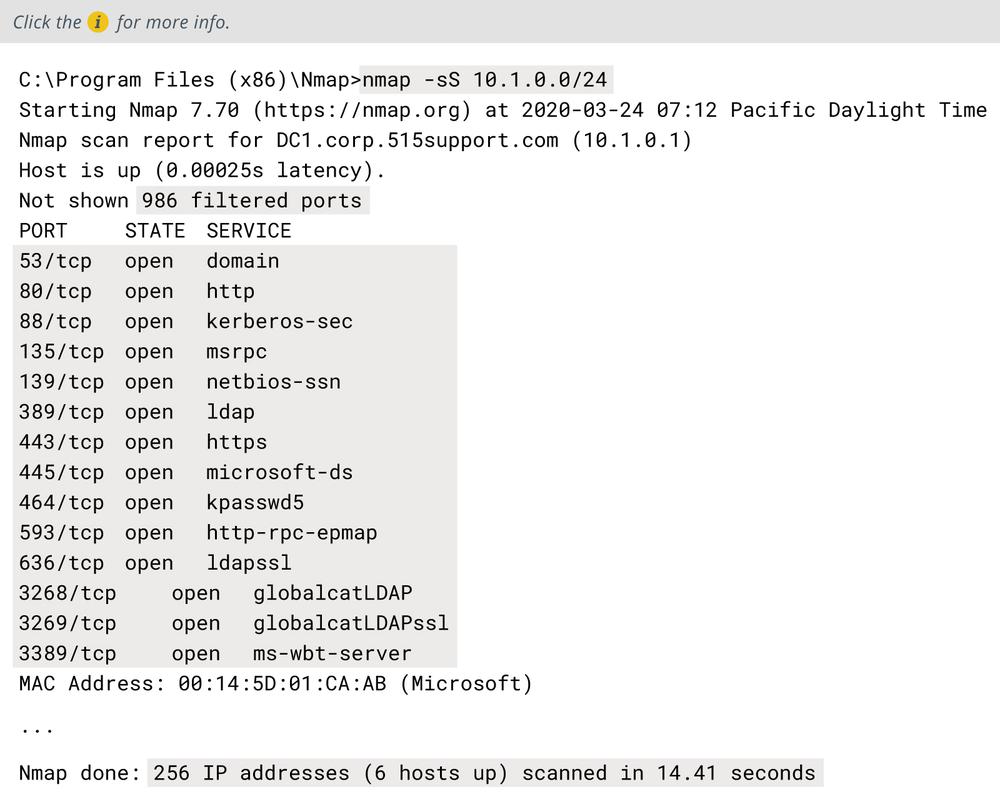 Click the i for more info.
C:\Program Files (x86)\Nmap>nmap -sS 10.1.0.0/24
Starting Nmap 7.70 (https://nmap.org) at 2020-03-24 07:12 Pacific Daylight Time
Nmap scan report for DC1.corp.515support.com (10.1.0.1)
Host is up (0.00025s latency).
Not shown 986 filtered ports
PORT STATE SERVICE
53/tcp open domain
80/tcp open http
88/tcp open kerberos-sec
135/tcp open msrpc
139/tcp open netbios-ssn
389/tcp open ldap
443/tcp open https
445/tcp open microsoft-ds
464/tcp open kpasswd5
593/tcp open http-rpc-epmap
636/tcp open ldapssl
3268/tcp open globalcatLDAP
3269/tcp open globalcatLDAPssl
3389/tcp open ms-wbt-server
MAC Address: 00:14:5D:01:CA:AB (Microsoft)
...
Nmap done: 256 IP addresses (6 hosts up) scanned in 14.41 seconds